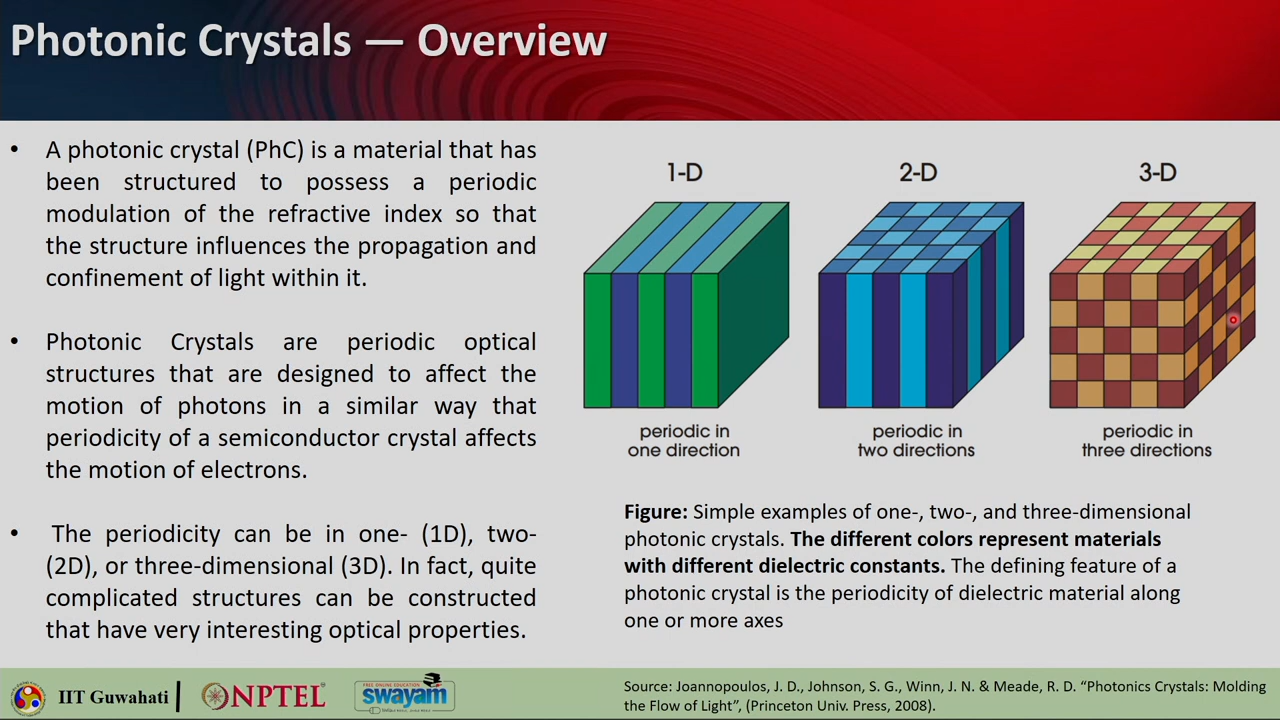 Photonic Crystals — Overview
• A photonic crystal (PhC) is a material that has
been structured to possess a periodic
modulation of the refractive index so that
the structure influences the propagation and
confinement of light within it.
• Photonic Crystals are periodic optical
structures that are designed to affect the
motion of photons in a similar way that
periodicity of a semiconductor crystal affects
the motion of electrons.
• The periodicity can be in one- (1D), two-
(2D), or three-dimensional (3D). In fact, quite
complicated structures can be constructed
that have very interesting optical properties.
1-D
periodic in
one direction
2-D
periodic in
two directions
3-D
periodic in
three directions
Figure: Simple examples of one-, two-, and three-dimensional
photonic crystals. The different colors represent materials
with different dielectric constants. The defining feature of a
photonic crystal is the periodicity of dielectric material along
one or more axes
IIT Guwahati
NPTEL
FREE ONLINE EDUCATION
swayam
Source: Joannopoulos, J. D., Johnson, S. G., Winn, J. N. & Meade, R. D. “Photonics Crystals: Molding
the Flow of Light”, (Princeton Univ. Press, 2008).